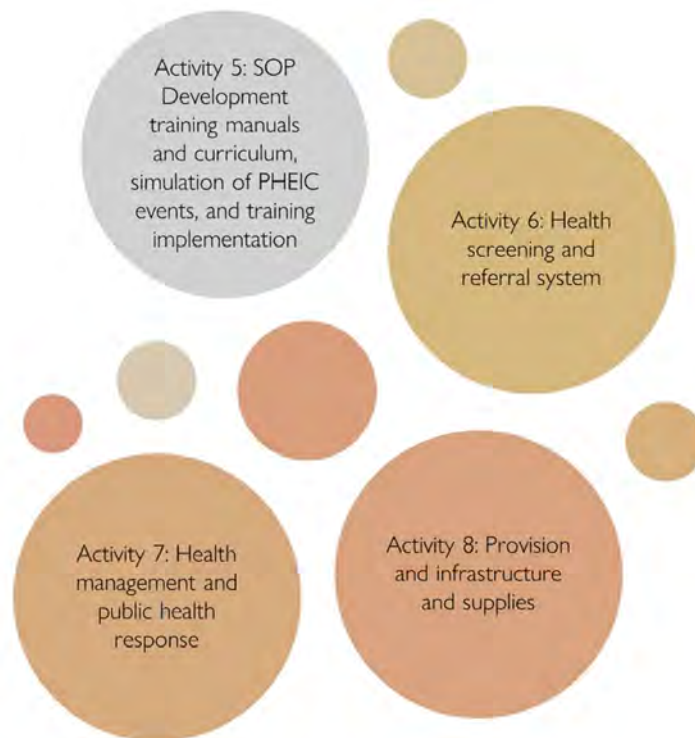 Activity 5: SOP
Development
training manuals
and curriculum,
simulation of PHEIC
events, and training
implementation
Activity 6: Health
screening and
referral system
Activity 7: Health
management and
public health
response
Activity 8: Provision
and infrastructure
and supplies